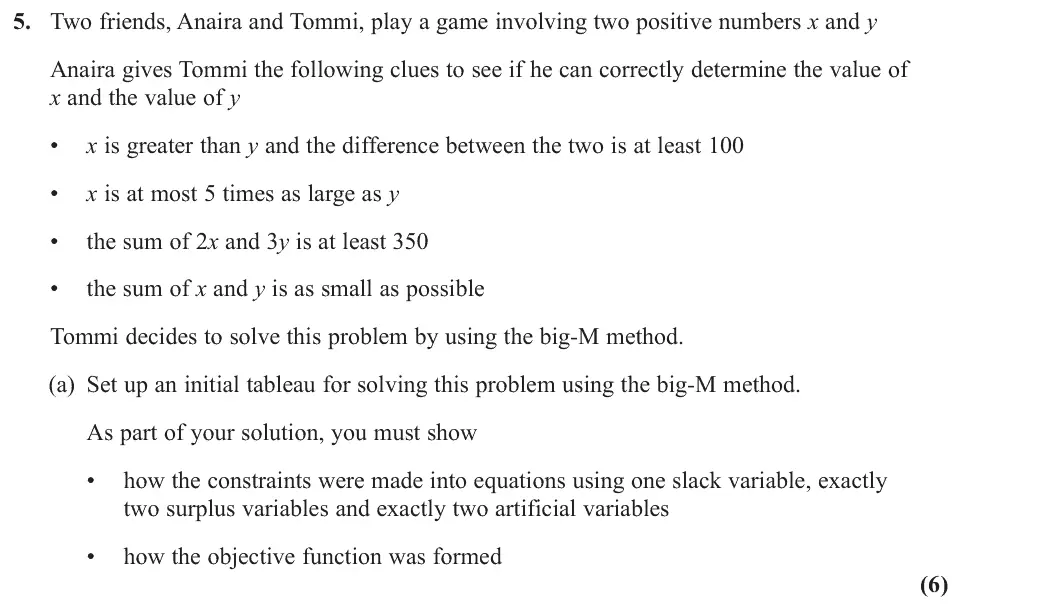 5. Two friends, Anaira and Tommi, play a game involving two positive numbers x and y
Anaira gives Tommi the following clues to see if he can correctly determine the value of
x and the value of y
• x is greater than y and the difference between the two is at least 100
• x is at most 5 times as large as y
• the sum of 2x and 3y is at least 350
• the sum of x and y is as small as possible
Tommi decides to solve this problem by using the big-M method.
(a) Set up an initial tableau for solving this problem using the big-M method.
As part of your solution, you must show
• how the constraints were made into equations using one slack variable, exactly
two surplus variables and exactly two artificial variables
• how the objective function was formed
(6)